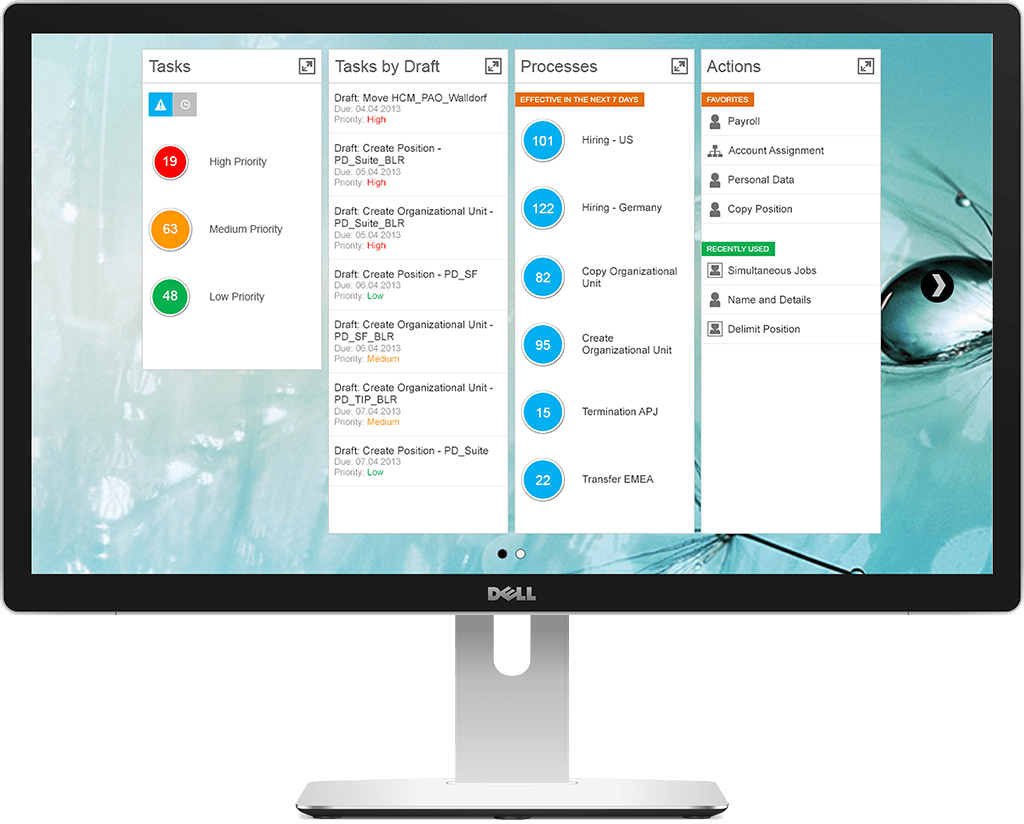 Tasks
19
High Priority
63
Medium Priority
48
Low Priority
Tasks by Draft
Draft: Move HCM_PAO_Walldorf
Due: 04.04.2013
Priority: High
Draft: Create Position -
PD_Suite_BLR
Due: 05.04.2013
Priority: High
Draft: Create Organizational Unit -
PD_Suite_BLR
Due: 05.04.2013
Priority: High
Draft: Create Position - PD_SF
Due: 06.04.2013
Priority: Low
Draft: Create Organizational Unit -
PD_SF_BLR
Due: 06.04.2013
Priority: Medium
Draft: Create Organizational Unit -
PD_TIP_BLR
Due: 07.04.2013
Priority: Medium
Draft: Create Position - PD_Suite
Due: 07.04.2013
Priority: Low
Processes
EFFECTIVE IN THE NEXT 7 DAYS
101
Hiring - US
122
Hiring - Germany
82
Copy Organizational
Unit
95
Create
Organizational Unit
15
Termination APJ
22
Transfer EMEA
Actions
FAVORITES
Payroll
Account Assignment
Personal Data
Copy Position
RECENTLY USED
Simultaneous Jobs
Name and Details
Delimit Position
DELL